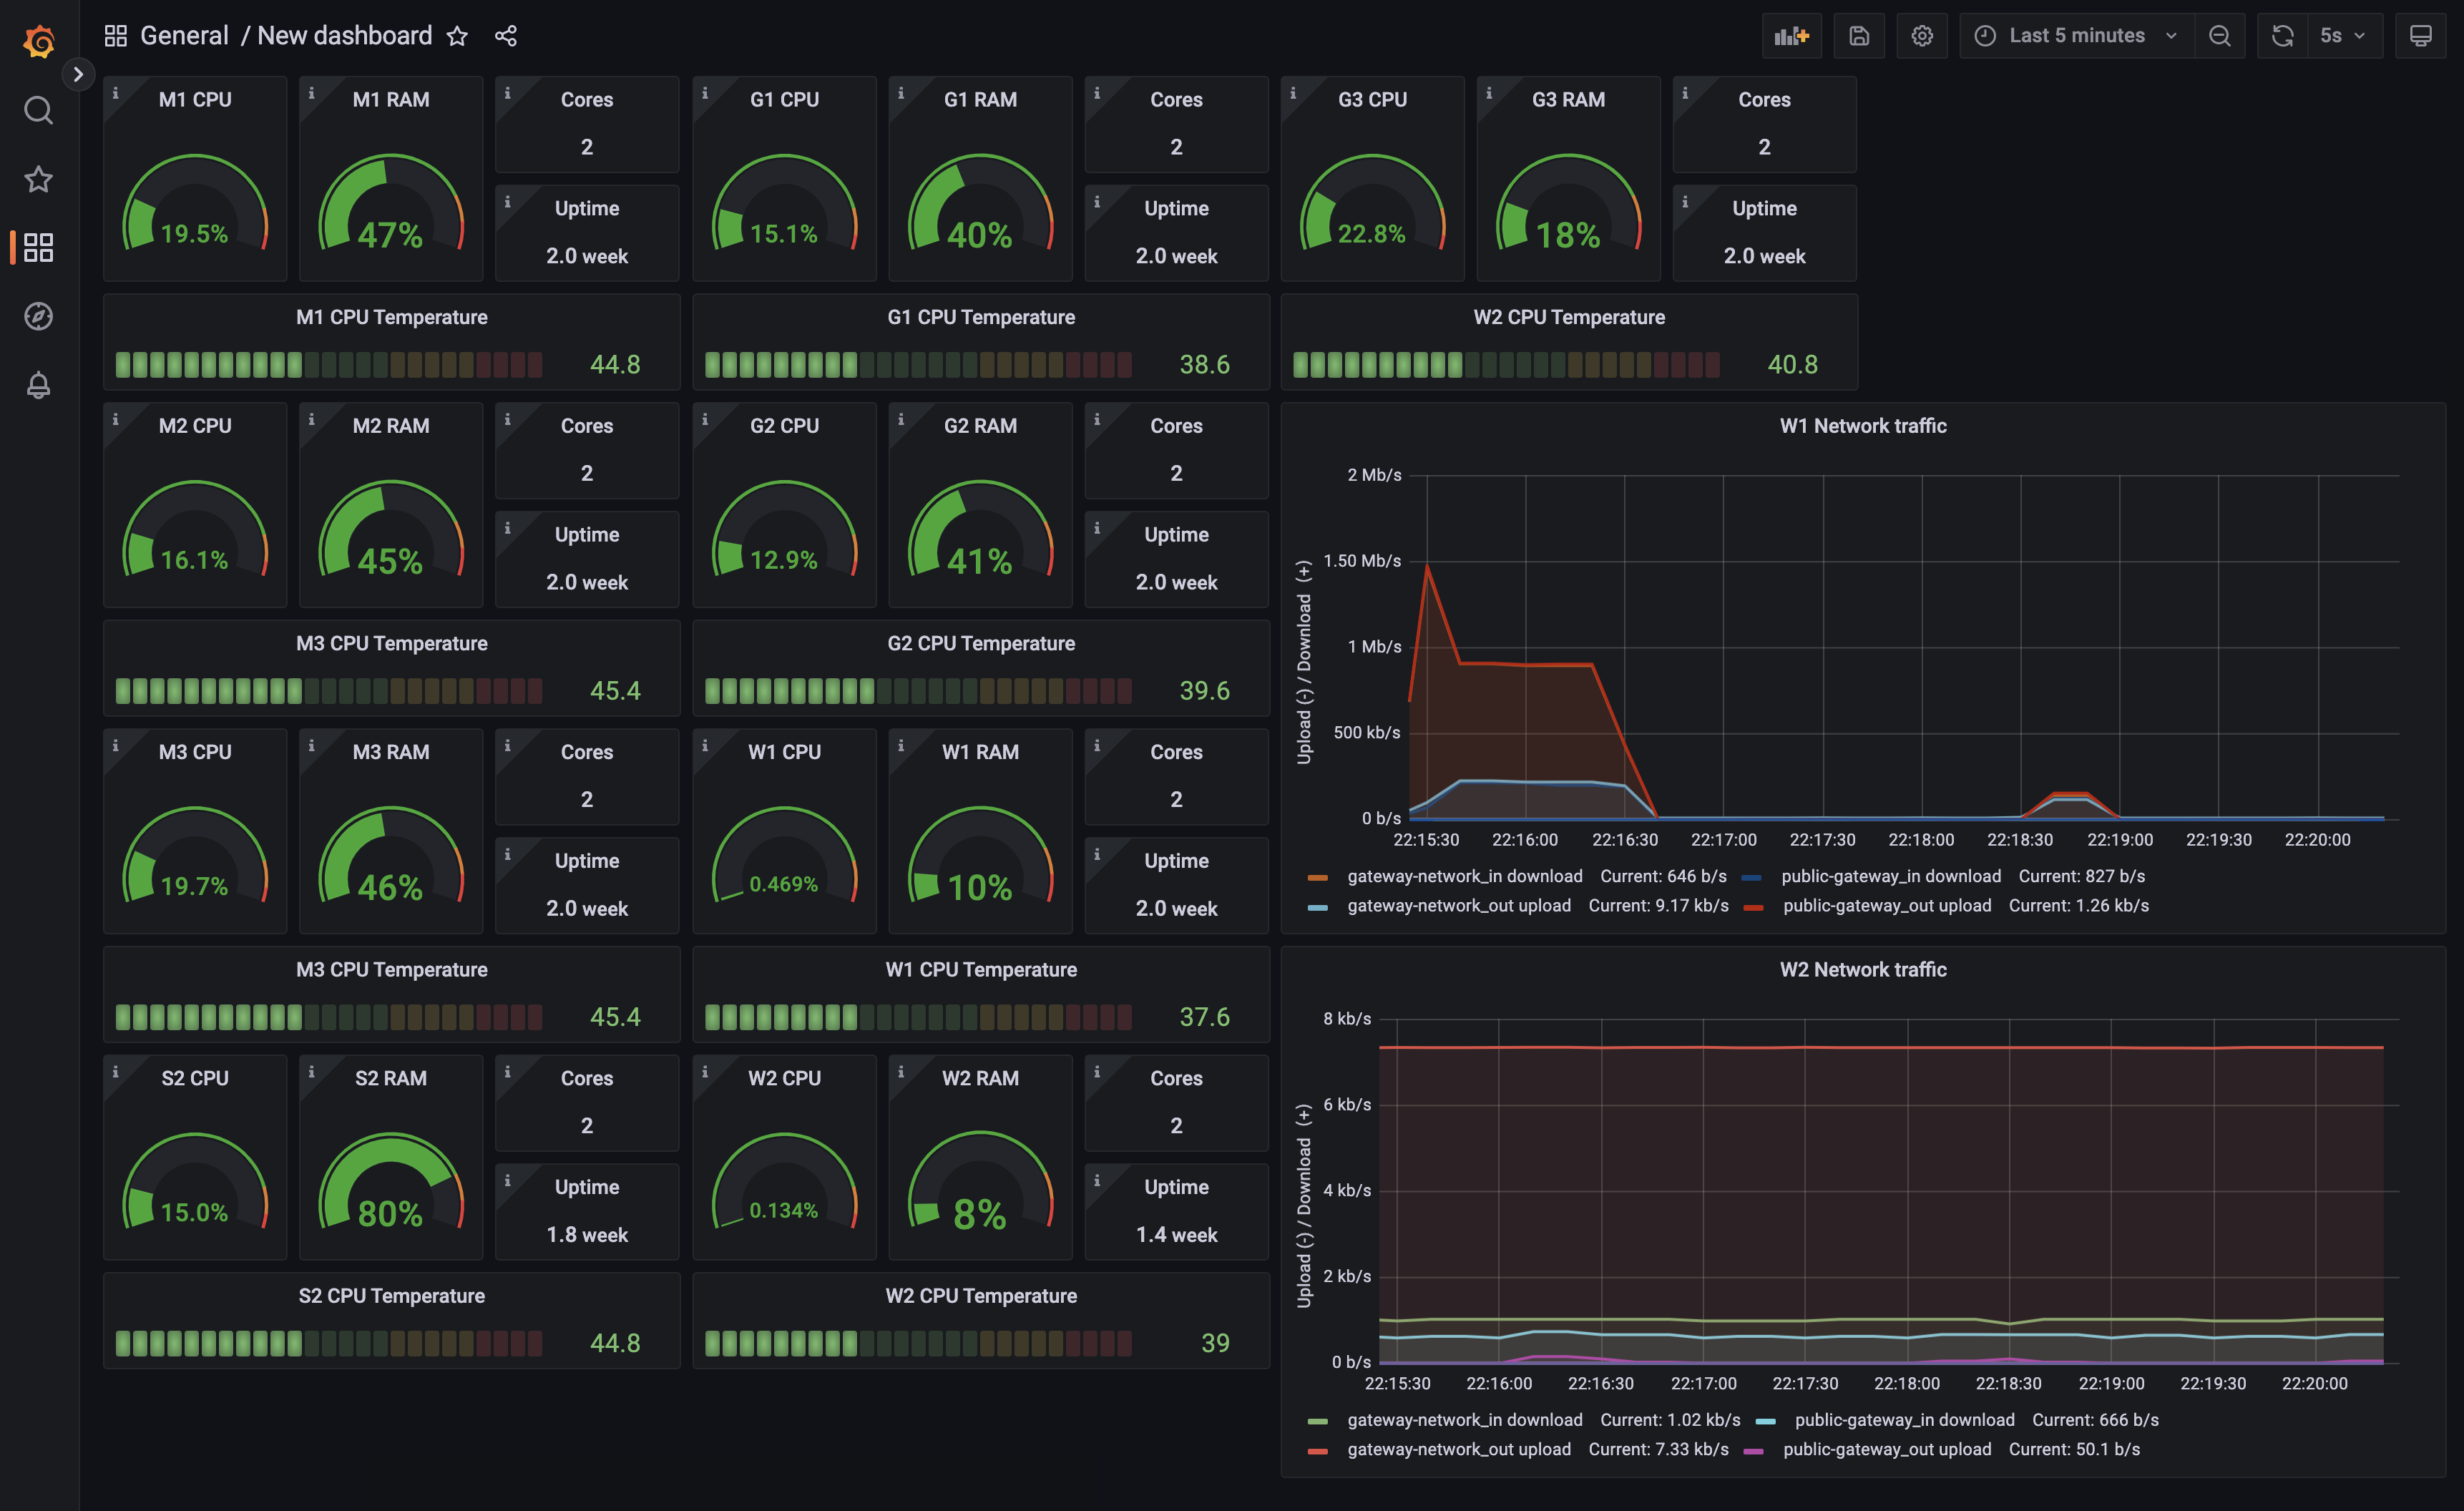 General / New dashboard
Last 5 minutes
5s
M1 CPU
19.5%
M1 RAM
47%
Cores
2
Uptime
2.0 week
G1 CPU
15.1%
G1 RAM
40%
Cores
2
Uptime
2.0 week
G3 CPU
22.8%
G3 RAM
18%
Cores
2
Uptime
2.0 week
M1 CPU Temperature
44.8
G1 CPU Temperature
38.6
W2 CPU Temperature
40.8
M2 CPU
16.1%
M2 RAM
45%
Cores
2
Uptime
2.0 week
G2 CPU
12.9%
G2 RAM
41%
Cores
2
Uptime
2.0 week
M3 CPU Temperature
45.4
G2 CPU Temperature
39.6
M3 CPU
19.7%
M3 RAM
46%
Cores
2
Uptime
2.0 week
W1 CPU
0.469%
W1 RAM
10%
Cores
2
Uptime
2.0 week
W1 Network traffic
Upload (-) / Download (+)
2 Mb/s
1.50 Mb/s
1 Mb/s
500 kb/s
0 b/s
22:15:30 22:16:00 22:16:30 22:17:00 22:17:30 22:18:00 22:18:30 22:19:00 22:19:30 22:20:00
gateway-network_in download Current: 646 b/s public-gateway_in download Current: 827 b/s
gateway-network_out upload Current: 9.17 kb/s public-gateway_out upload Current: 1.26 kb/s
M3 CPU Temperature
45.4
W1 CPU Temperature
37.6
S2 CPU
15.0%
S2 RAM
80%
Cores
2
Uptime
1.8 week
W2 CPU
0.134%
W2 RAM
8%
Cores
2
Uptime
1.4 week
S2 CPU Temperature
44.8
W2 CPU Temperature
39
W2 Network traffic
Upload (-) / Download (+)
8 kb/s
6 kb/s
4 kb/s
2 kb/s
0 b/s
22:15:30 22:16:00 22:16:30 22:17:00 22:17:30 22:18:00 22:18:30 22:19:00 22:19:30 22:20:00
gateway-network_in download Current: 1.02 kb/s public-gateway_in download Current: 666 b/s
gateway-network_out upload Current: 7.33 kb/s public-gateway_out upload Current: 50.1 b/s